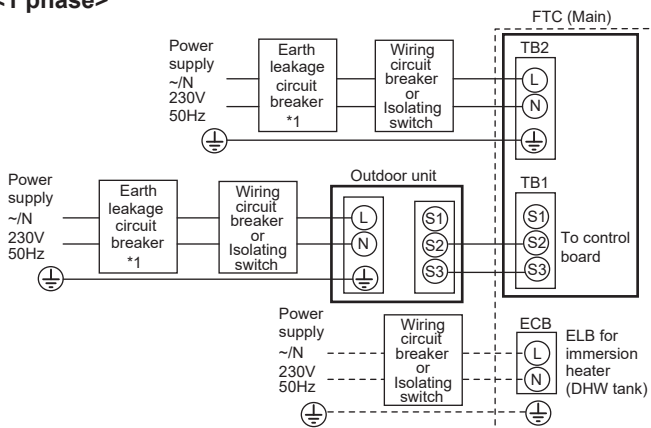 <1 phase>
FTC (Main)
Power
supply
~/N
230V
50Hz
Earth
leakage
circuit
breaker
*1
Wiring
circuit
breaker
or
Isolating
switch
TB2
L
N
Power
supply
~/N
230V
50Hz
Earth
leakage
circuit
breaker
*1
Wiring
circuit
breaker
or
Isolating
switch
Outdoor unit
L
N
S1
S2
S3
TB1
S1
S2
S3
To control
board
Power
supply
~/N
230V
50Hz
Wiring
circuit
breaker
or
Isolating
switch
ECB
L
N
ELB for
immersion
heater
(DHW tank)